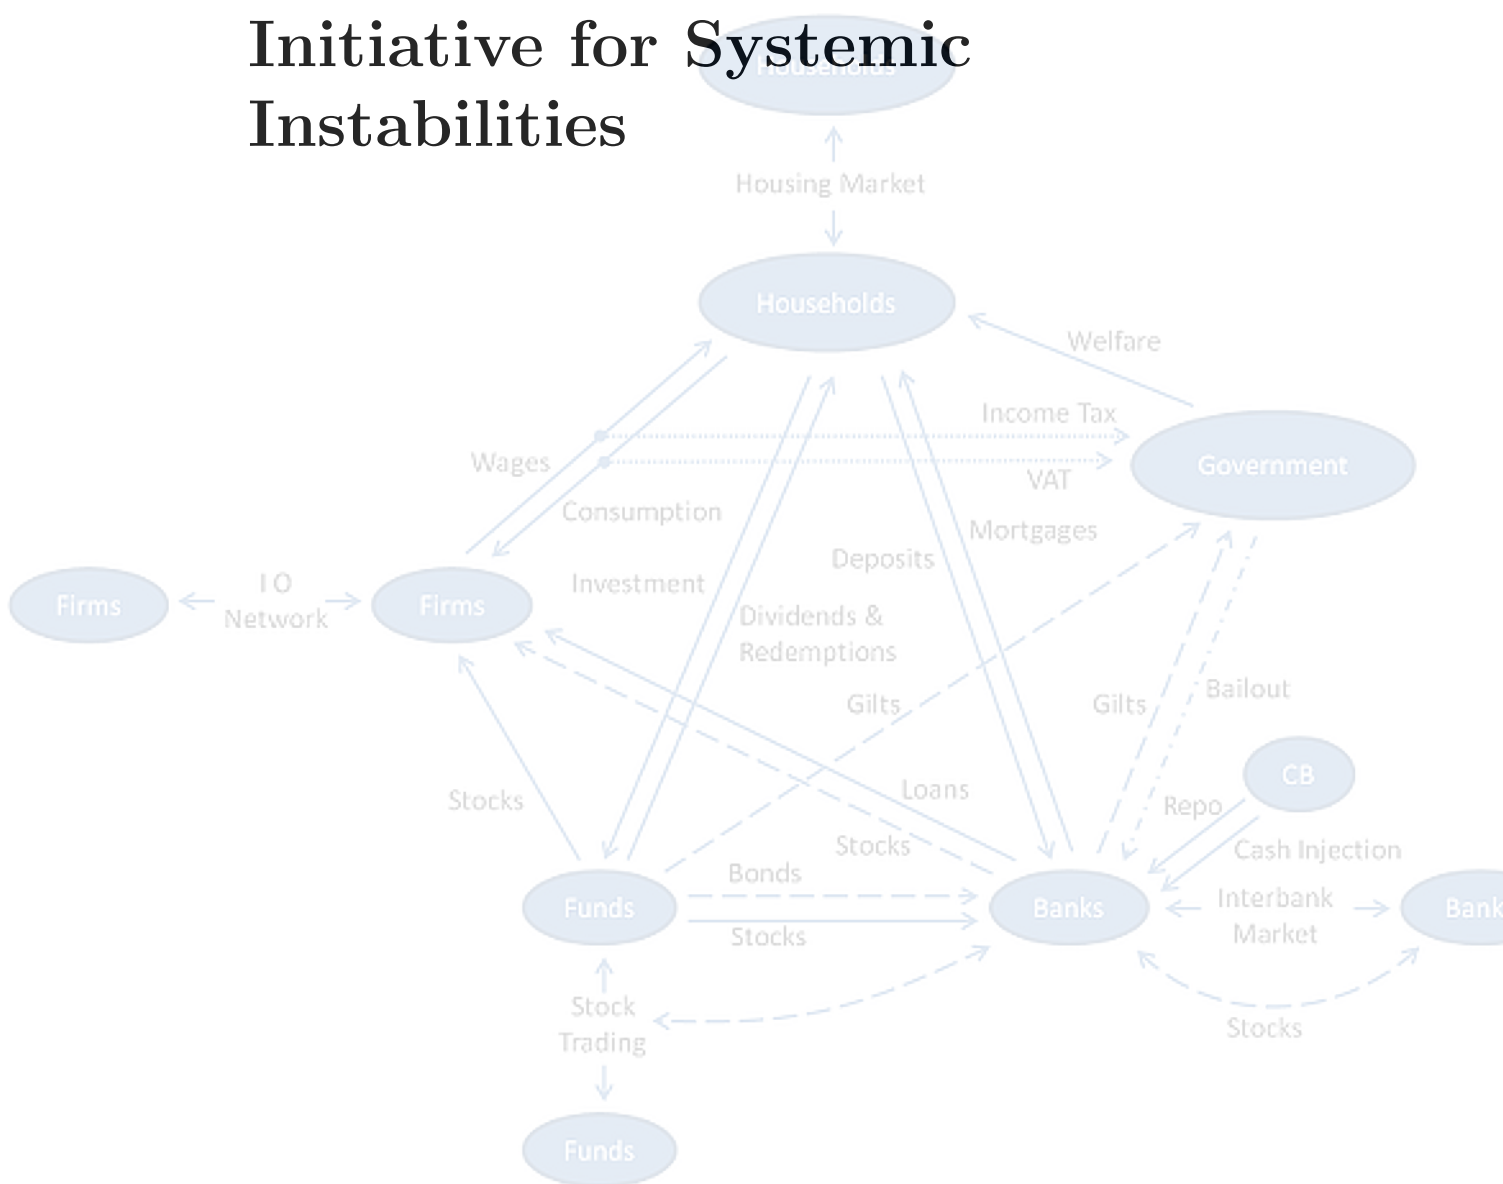 Initiative for Systemic
Instabilities
Households
Housing Market
Households
Welfare
Income Tax
Wages
VAT
Government
Consumption
Mortgages
Deposits
Investment
Firms
I O
Network
Firms
Dividends &
Redemptions
Gilts
Gilts
Bailout
CB
Stocks
Loans
Repo
Stocks
Cash Injection
Bonds
Funds
Banks
Interbank
Market
Bank
Stocks
Stock
Trading
Stocks
Funds